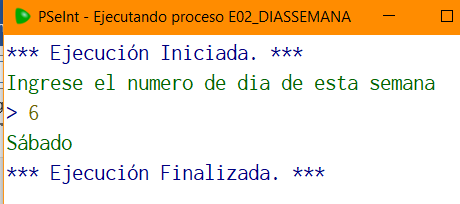 PSeInt - Ejecutando proceso E02_DIASSEMANA
*** Ejecución Iniciada. ***
Ingrese el numero de dia de esta semana
> 6
Sábado
*** Ejecución Finalizada. ***